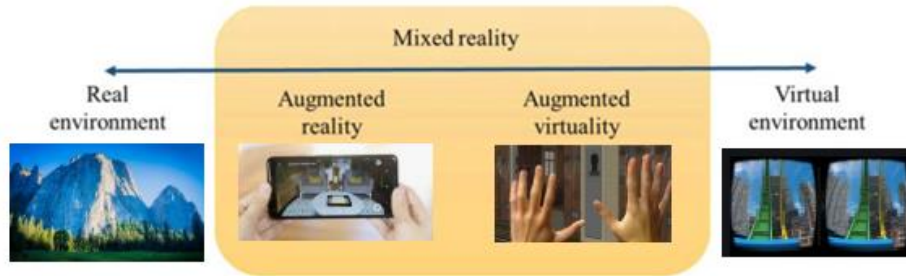 Mixed reality
Real
environment
Augmented
reality
Augmented
virtuality
Virtual
environment